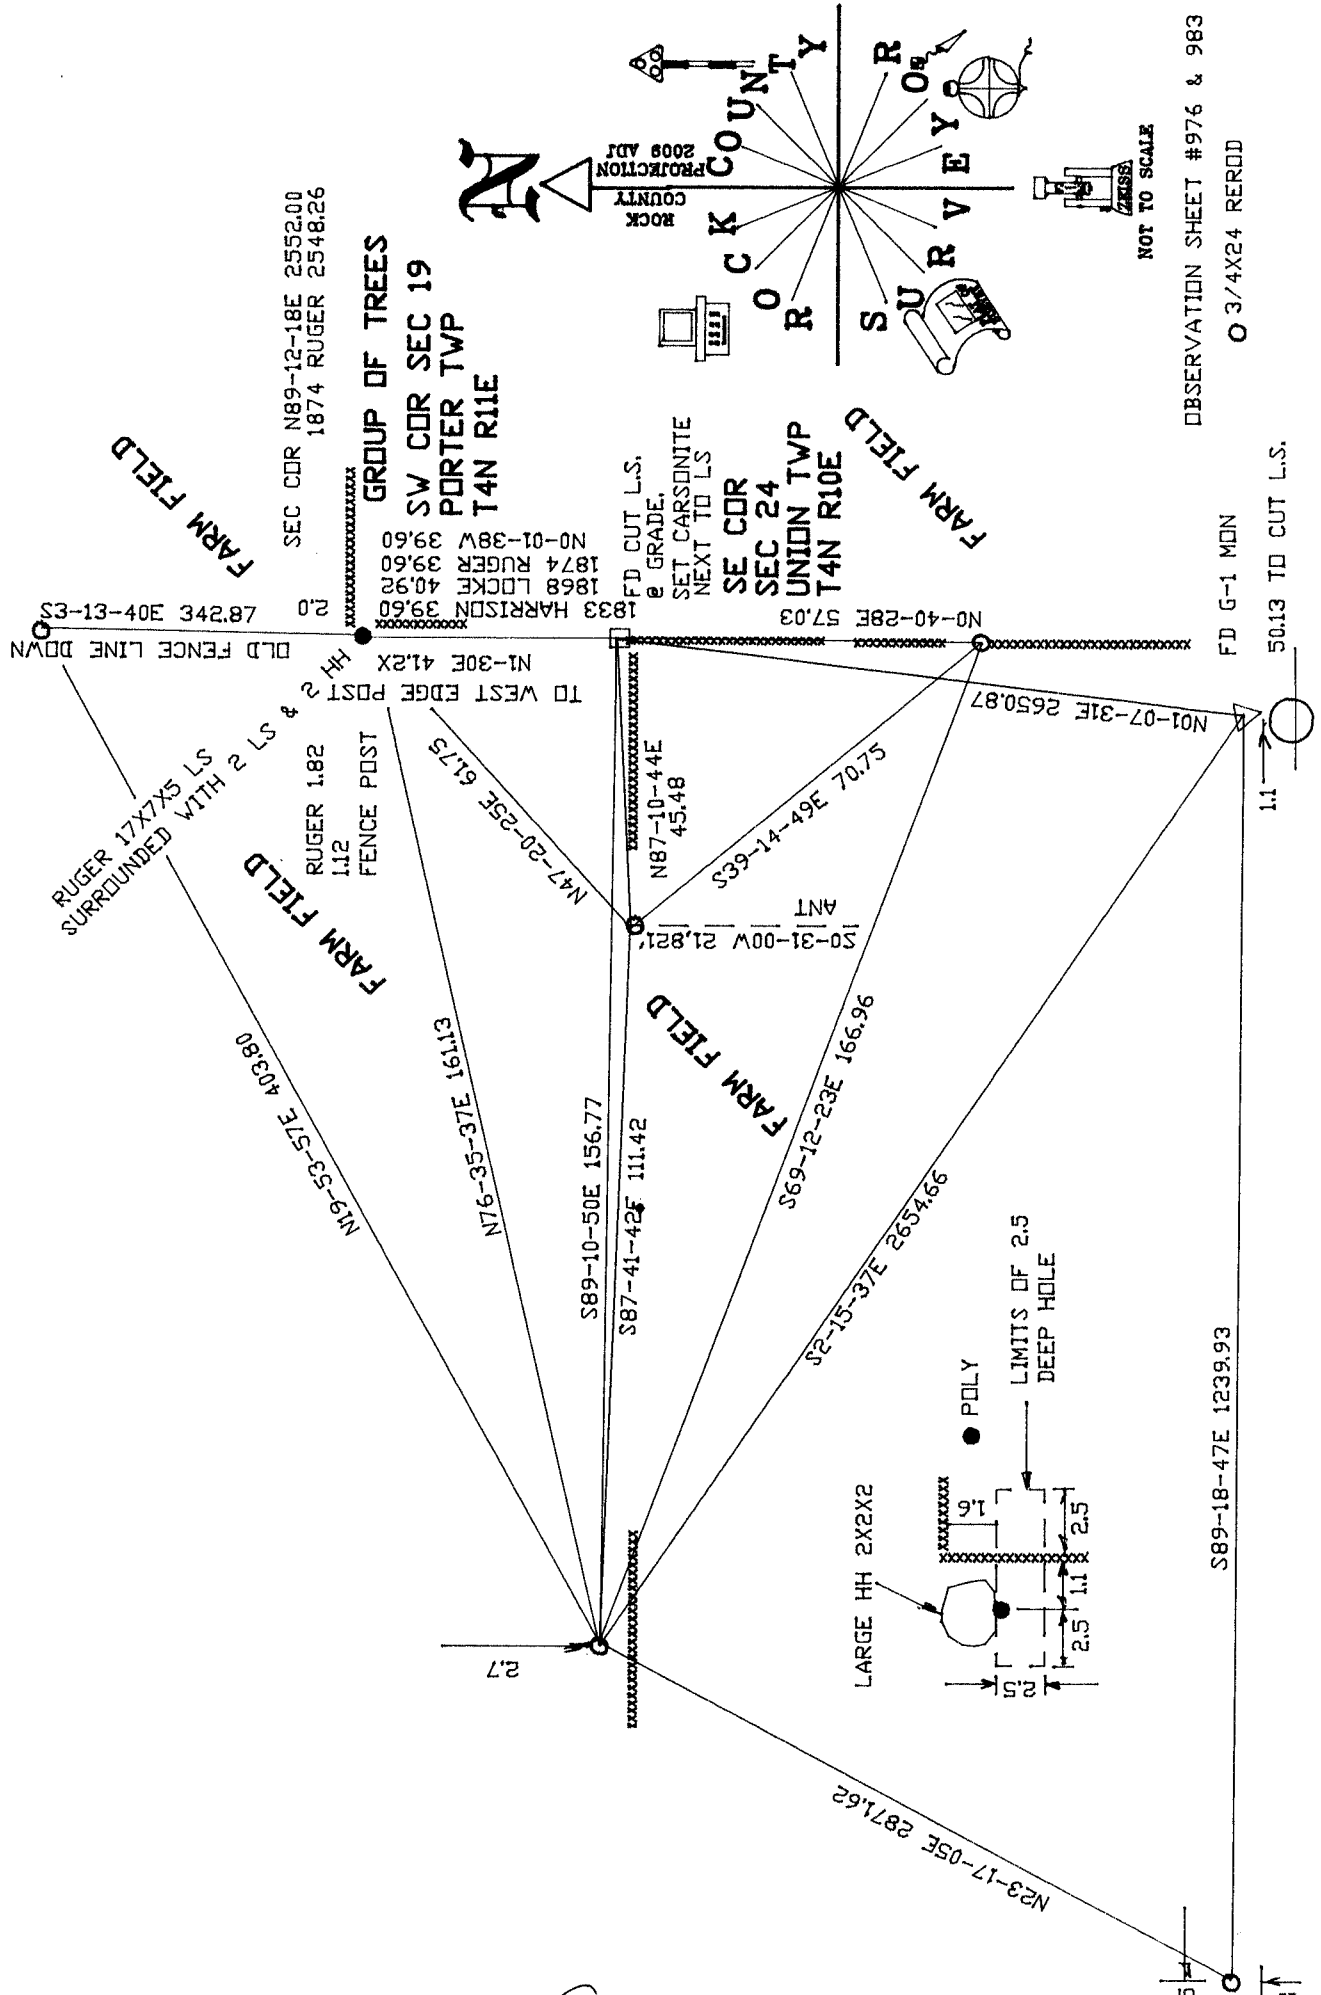 FARM FIELD
SEC COR N89-12-18E 2552.00
1874 RUGER 2548.26
GROUP OF TREES
SW COR SEC 19
PORTER TWP
T4N R11E
S3-13-40E 342.87
OLD FENCE LINE DOWN
2.0
N0-01-38W 39.60
1874 RUGER 39.60
1868 LOCKE 40.92
1833 HARRISON 39.60
N1-30E 41.2X
TO WEST EDGE POST
RUGER 17X7X5 LS
SURROUNDED WITH 2 LS & 2 HH
RUGER 1.82
1.12
FENCE POST
FARM FIELD
FD CUT L.S.
@ GRADE.
SET CARSONITE
NEXT TO LS
SE COR
SEC 24
UNION TWP
T4N R10E
FARM FIELD
N0-40-28E 57.03
N47-20-25E 61.75
N87-10-44E
45.48
S39-14-49E 70.75
S0-31-00W 21,821'
ANT
N01-07-31E 2650.87
FD G-1 MON
50.13 TO CUT L.S.
1.1
FARM FIELD
N19-53-57E 403.80
N76-35-37E 161.13
S89-10-50E 156.77
S87-41-42E 111.42
S69-12-23E 166.96
S2-15-37E 2654.66
S89-18-47E 1239.93
N23-17-05E 2871.62
2.7
LARGE HH 2X2X2
POLY
LIMITS OF 2.5
DEEP HOLE
1.6
2.5
1.1
2.5
2.5
N
ROCK
COUNTY
PROJECTION
2009 ADJ
ROCK COUNTY
SURVEYOR
ZEISS
NOT TO SCALE
OBSERVATION SHEET #976 & 983
3/4X24 REROD